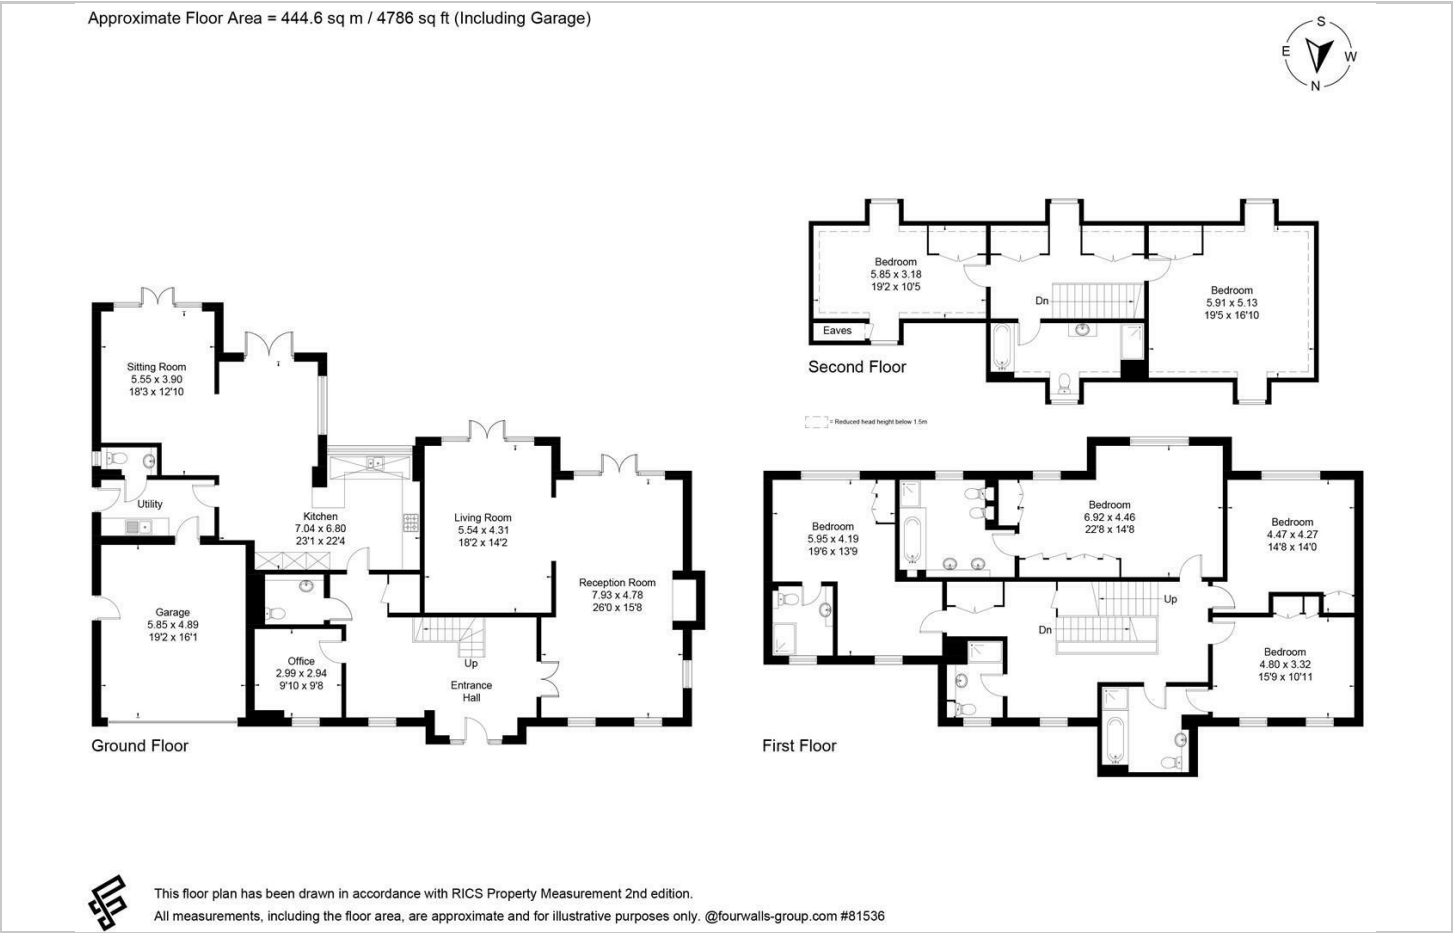 Approximate Floor Area = 444.6 sq m / 4786 sq ft (Including Garage)
S
E
W
N
Bedroom
5.85 x 3.18
19'2 x 10'5
Dn
Bedroom
5.91 x 5.13
19'5 x 16'10
Eaves
Second Floor
= Reduced head height below 1.5m
Sitting Room
5.55 x 3.90
18'3 x 12'10
Utility
Kitchen
7.04 x 6.80
23'1 x 22'4
Living Room
5.54 x 4.31
18'2 x 14'2
Reception Room
7.93 x 4.78
26'0 x 15'8
Garage
5.85 x 4.89
19'2 x 16'1
Office
2.99 x 2.94
9'10 x 9'8
Up
Entrance
Hall
Ground Floor
Bedroom
5.95 x 4.19
19'6 x 13'9
Bedroom
6.92 x 4.46
22'8 x 14'8
Bedroom
4.47 x 4.27
14'8 x 14'0
Up
Dn
Bedroom
4.80 x 3.32
15'9 x 10'11
First Floor
This floor plan has been drawn in accordance with RICS Property Measurement 2nd edition.
All measurements, including the floor area, are approximate and for illustrative purposes only. @fourwalls-group.com #81536